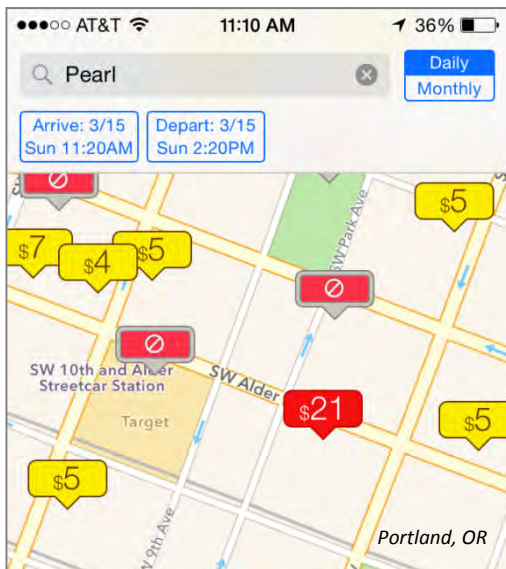 AT&T 11:10 AM 36%
Pearl
Daily
Monthly
Arrive: 3/15
Sun 11:20AM
Depart: 3/15
Sun 2:20PM
$5
SW Park Ave
$7
$4
$5
SW 10th and Alder
Streetcar Station
SW Alder
Target
$21
$5
$5
9th Ave
Portland, OR